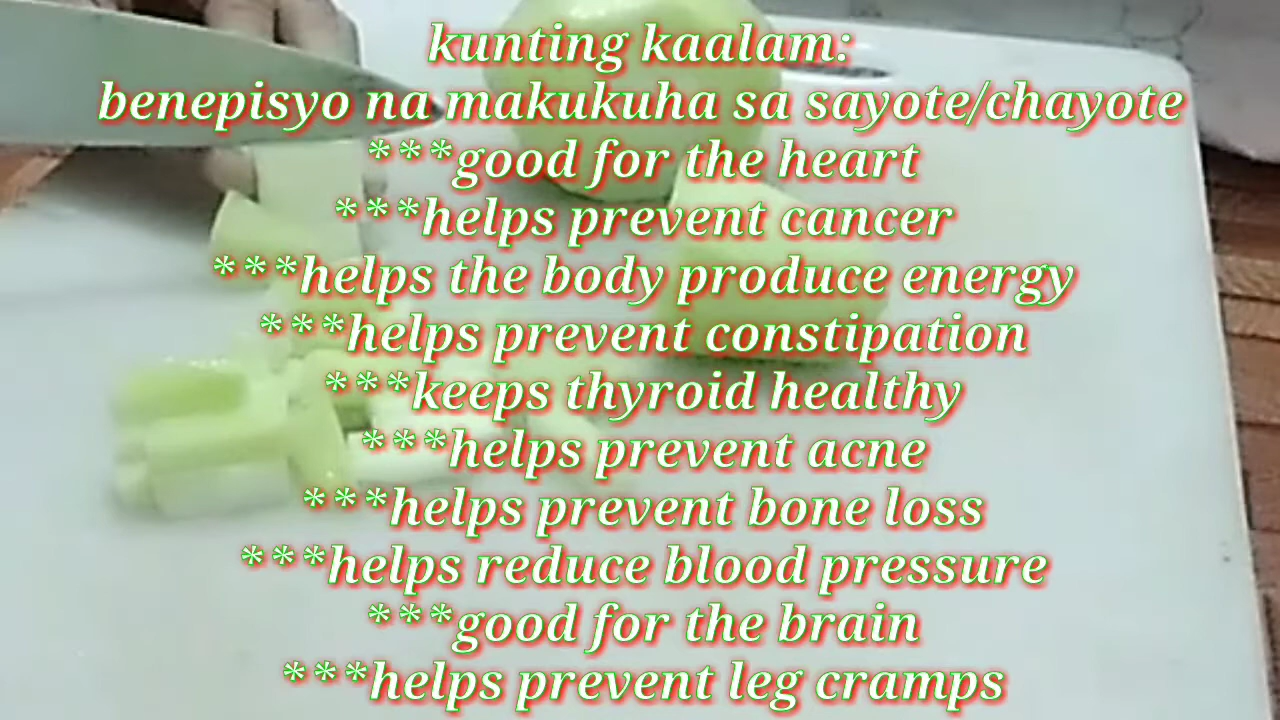 kunting kaalam:
benepisyo na makukuha sa sayote/chayote
***good for the heart
***helps prevent cancer
***helps the body produce energy
***helps prevent constipation
***keeps thyroid healthy
***helps prevent acne
***helps prevent bone loss
***helps reduce blood pressure
***good for the brain
***helps prevent leg cramps